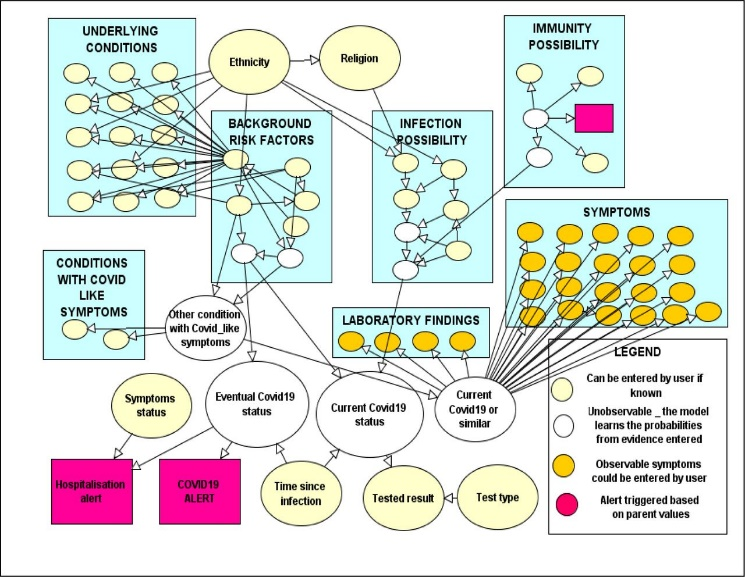 UNDERLYING
CONDITIONS
Ethnicity
Religion
IMMUNITY
POSSIBILITY
BACKGROUND
RISK FACTORS
INFECTION
POSSIBILITY
SYMPTOMS
CONDITIONS
WITH COVID
LIKE
SYMPTOMS
Other condition
with Covid_like
symptoms
LABORATORY FINDINGS
Symptoms
status
Eventual Covid19
status
Current Covid19
status
Current
Covid19 or
similar
Hospitalisation
alert
COVID19
ALERT
Time since
infection
Tested result
Test type
LEGEND
Can be entered by user if
known
Unobservable _ the model
learns the probabilities
from evidence entered
Observable symptoms
could be entered by user
Alert triggered based
on parent values